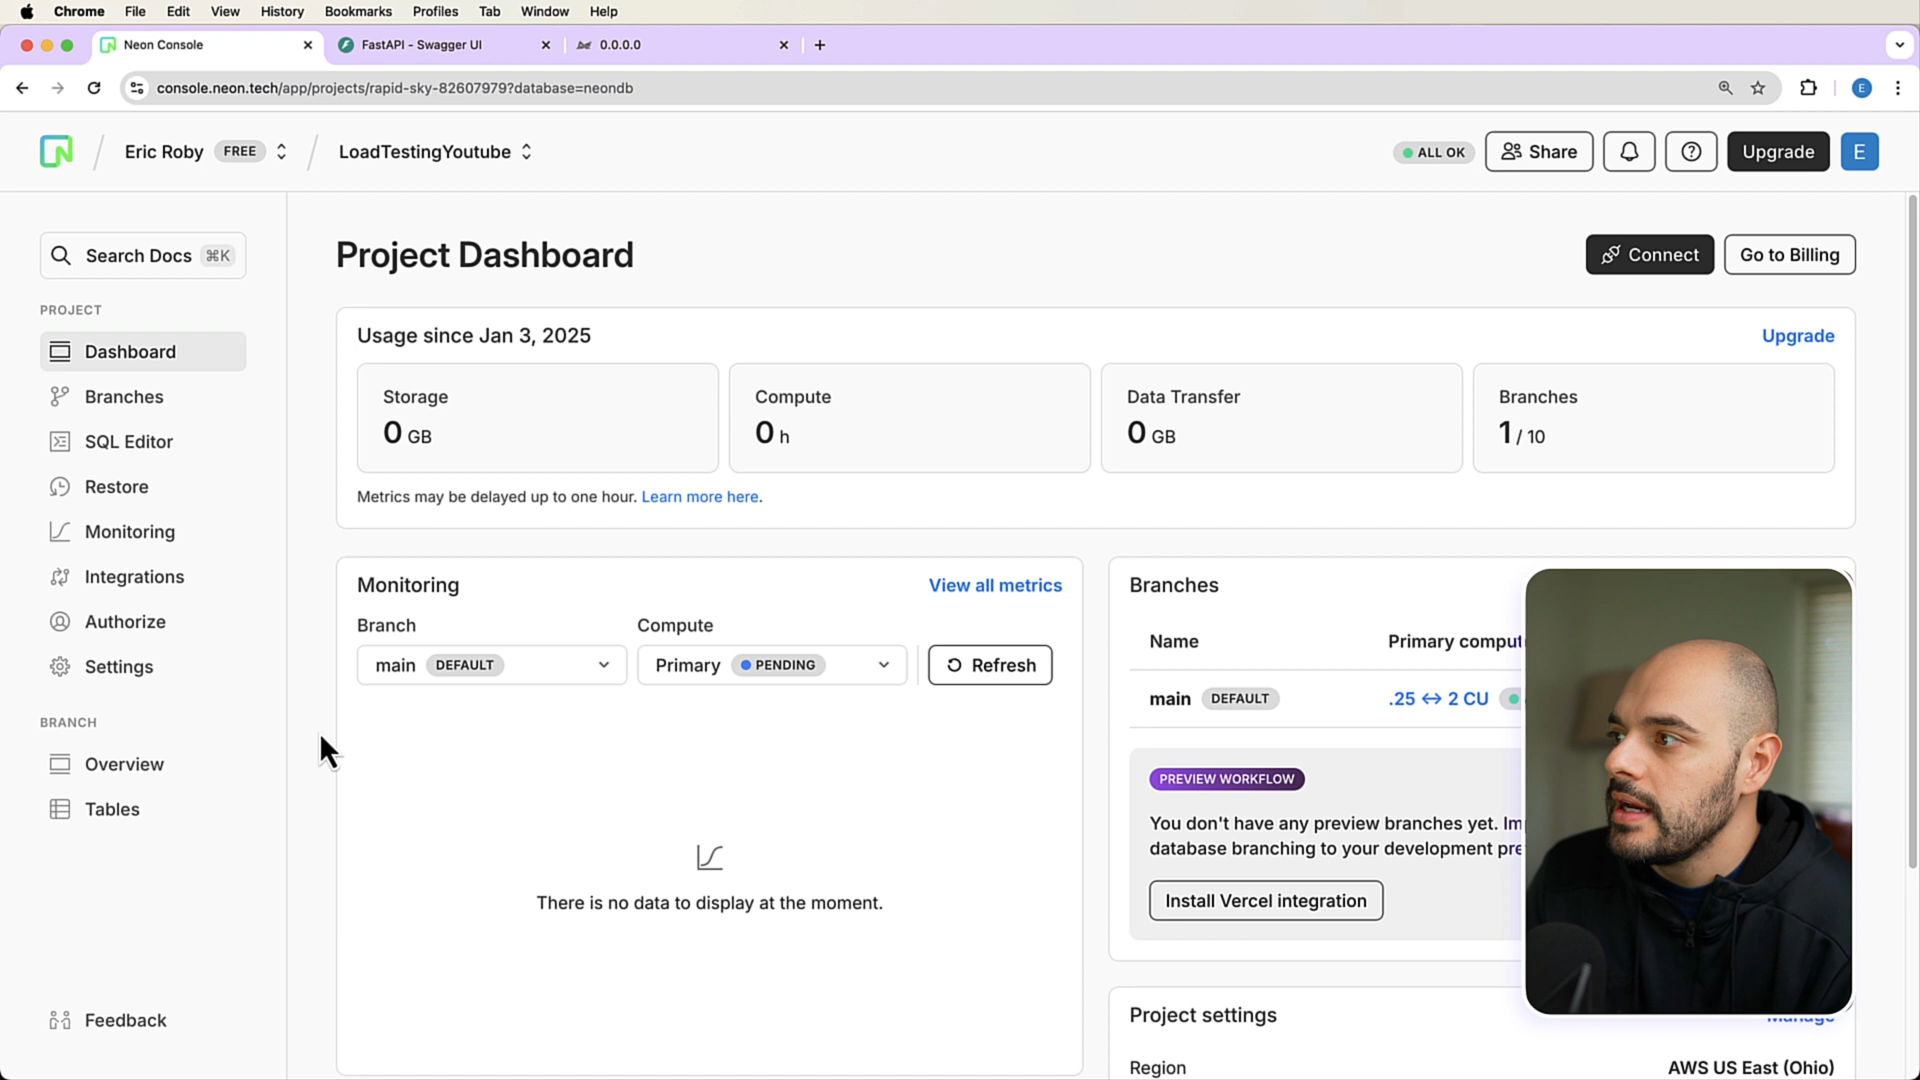 Chrome File Edit View History Bookmarks Profiles Tab Window Help
Neon Console
FastAPI - Swagger UI
0.0.0.0
console.neon.tech/app/projects/rapid-sky-82607979?database=neondb
E
Eric Roby FREE
LoadTestingYoutube
ALL OK
Share
Upgrade
E
Search Docs ⌘K
PROJECT
Dashboard
Branches
SQL Editor
Restore
Monitoring
Integrations
Authorize
Settings
BRANCH
Overview
Tables
Feedback
Project Dashboard
Connect
Go to Billing
Usage since Jan 3, 2025
Upgrade
Storage
0 GB
Compute
0 h
Data Transfer
0 GB
Branches
1 / 10
Metrics may be delayed up to one hour. Learn more here.
Monitoring
View all metrics
Branch
main DEFAULT
Compute
Primary PENDING
Refresh
There is no data to display at the moment.
Branches
Name
Primary comput
main DEFAULT
.25 ↔ 2 CU
PREVIEW WORKFLOW
You don't have any preview branches yet.
database branching to your development
Install Vercel integration
Project settings
Manage
Region
AWS US East (Ohio)